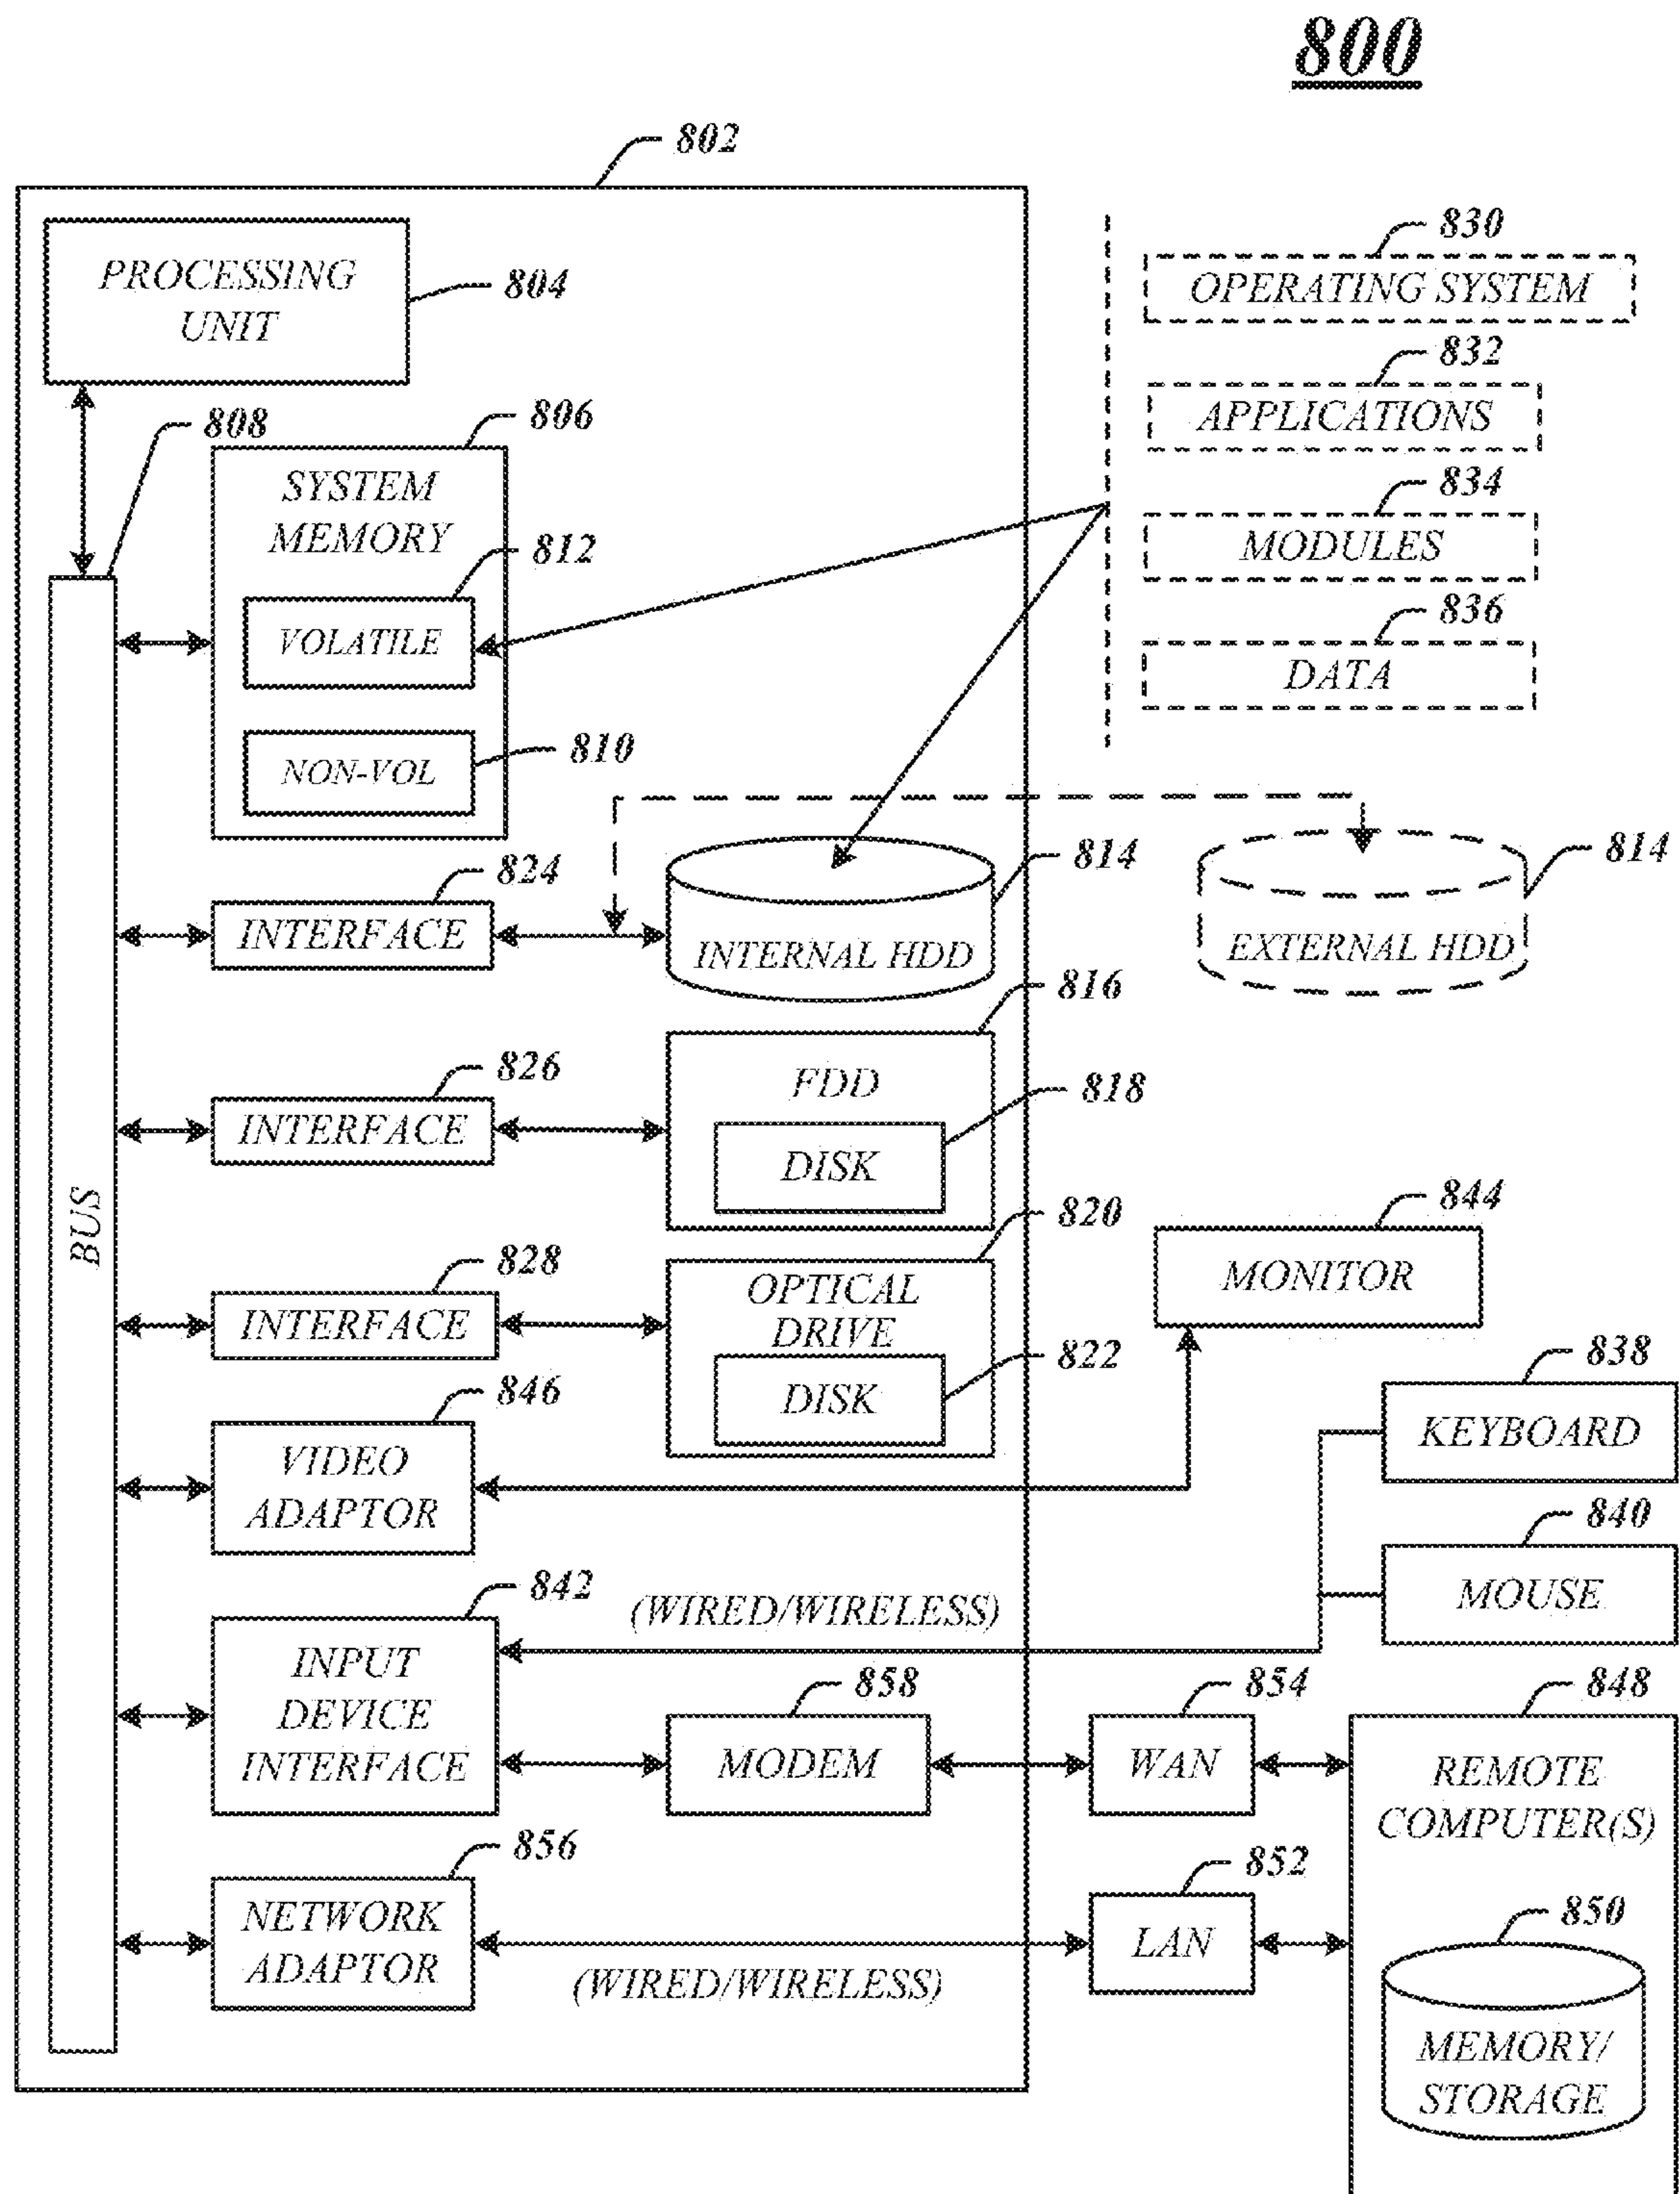 800
802
PROCESSING
UNIT
804
830
OPERATING SYSTEM
832
APPLICATIONS
834
MODULES
836
DATA
808
806
SYSTEM
MEMORY
812
VOLATILE
810
NON-VOL
824
INTERFACE
814
INTERNAL HDD
814
EXTERNAL HDD
826
INTERFACE
816
FDD
818
DISK
BUS
828
INTERFACE
820
OPTICAL
DRIVE
822
DISK
844
MONITOR
846
VIDEO
ADAPTOR
838
KEYBOARD
840
MOUSE
842
INPUT
DEVICE
INTERFACE
(WIRED/WIRELESS)
858
MODEM
854
WAN
848
REMOTE
COMPUTER(S)
856
NETWORK
ADAPTOR
(WIRED/WIRELESS)
852
LAN
850
MEMORY/
STORAGE